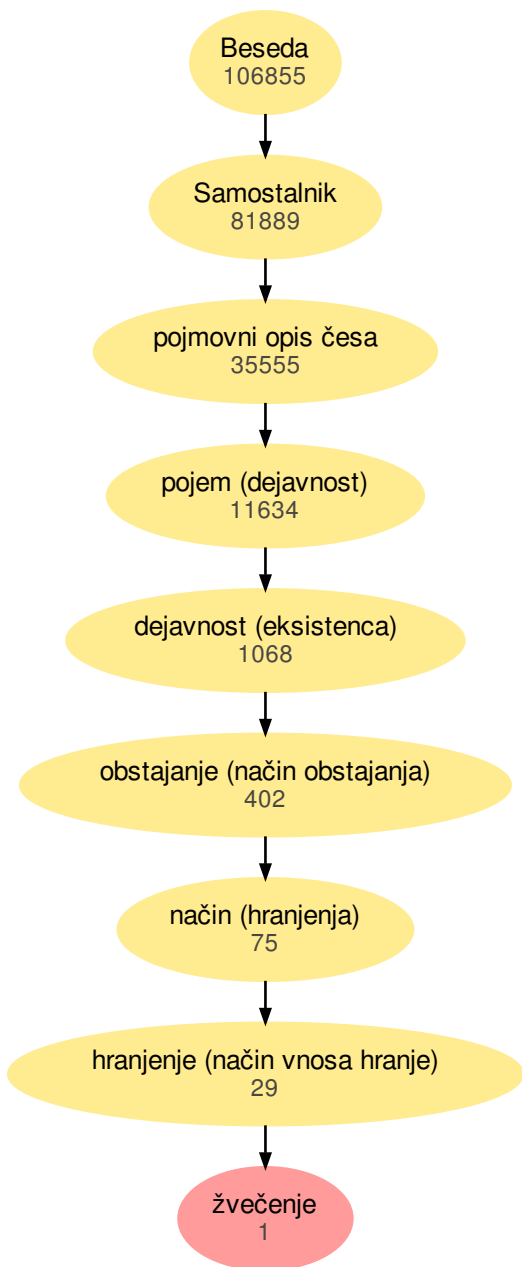 Beseda
106855
Samostalnik
81889
pojmovni opis česa
35555
pojem (dejavnost)
11634
dejavnost (eksistenca)
1068
obstajanje (način obstajanja)
402
način (hranjenja)
75
hranjenje (način vnosa hranje)
29
žvečenje
1